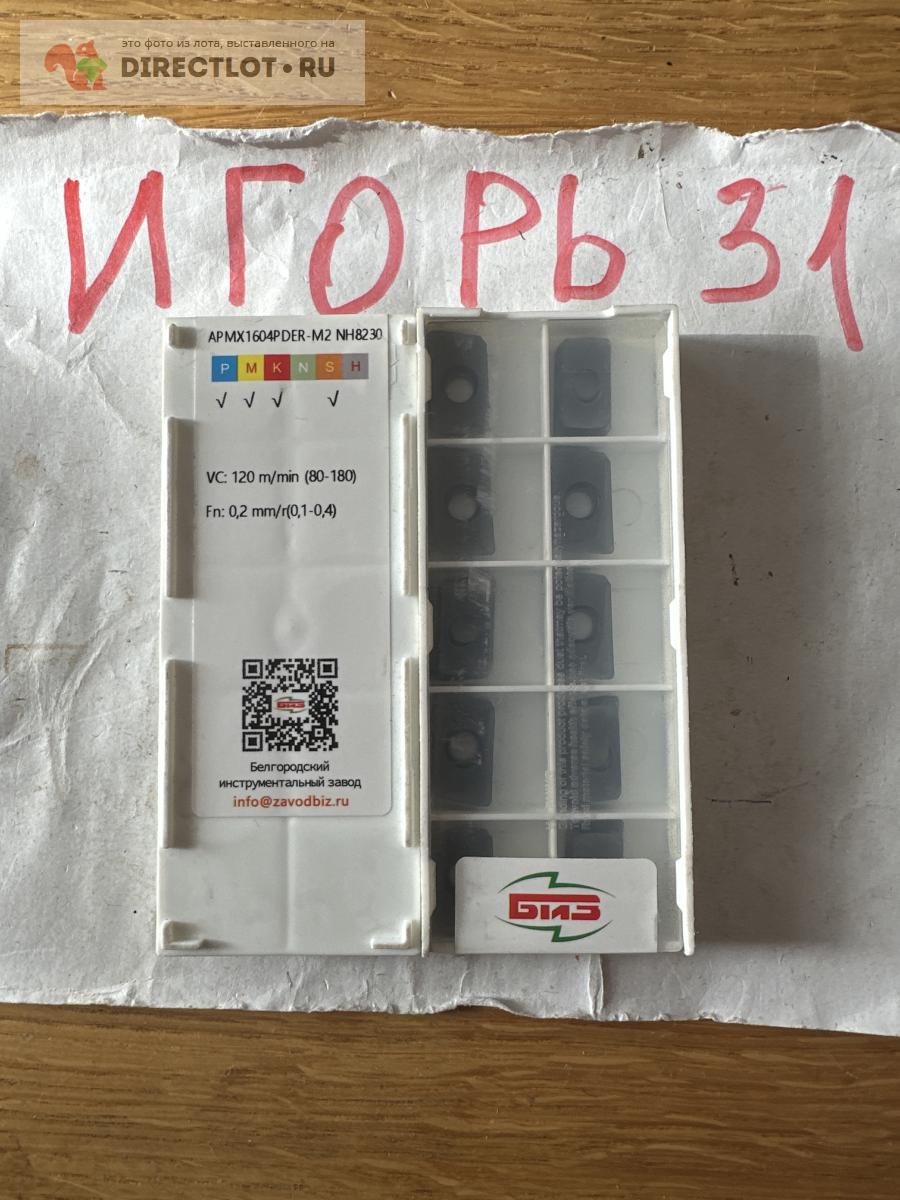 это фото из лота, выставленного на
DIRECTLOT•RU
ИГОРЬ 31
APMX1604PDER-M2 NH8230
P M K N S H
√ √ √ √
VC: 120 m/min (80-180)
Fn: 0,2 mm/r(0,1-0,4)
БИЗ
Белгородский
инструментальный завод
info@zavodbiz.ru
БИЗ